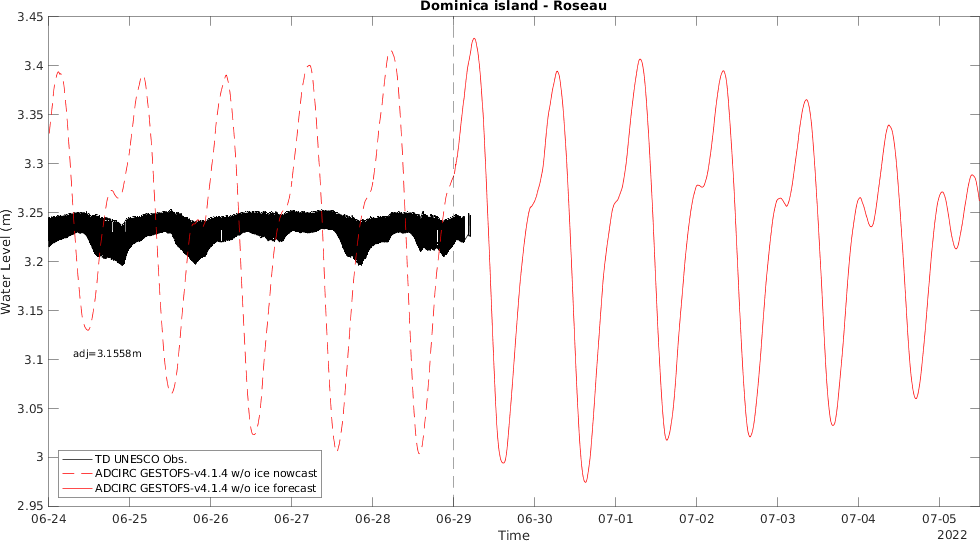 Dominica island - Roseau
3.45
3.4
3.35
3.3
3.25
3.2
3.15
3.1
3.05
3
2.95
Water Level (m)
adj=3.1558m
TD UNESCO Obs.
ADCIRC GESTOFS-v4.1.4 w/o ice nowcast
ADCIRC GESTOFS-v4.1.4 w/o ice forecast
06-24 06-25 06-26 06-27 06-28 06-29 06-30 07-01 07-02 07-03 07-04 07-05
Time
2022